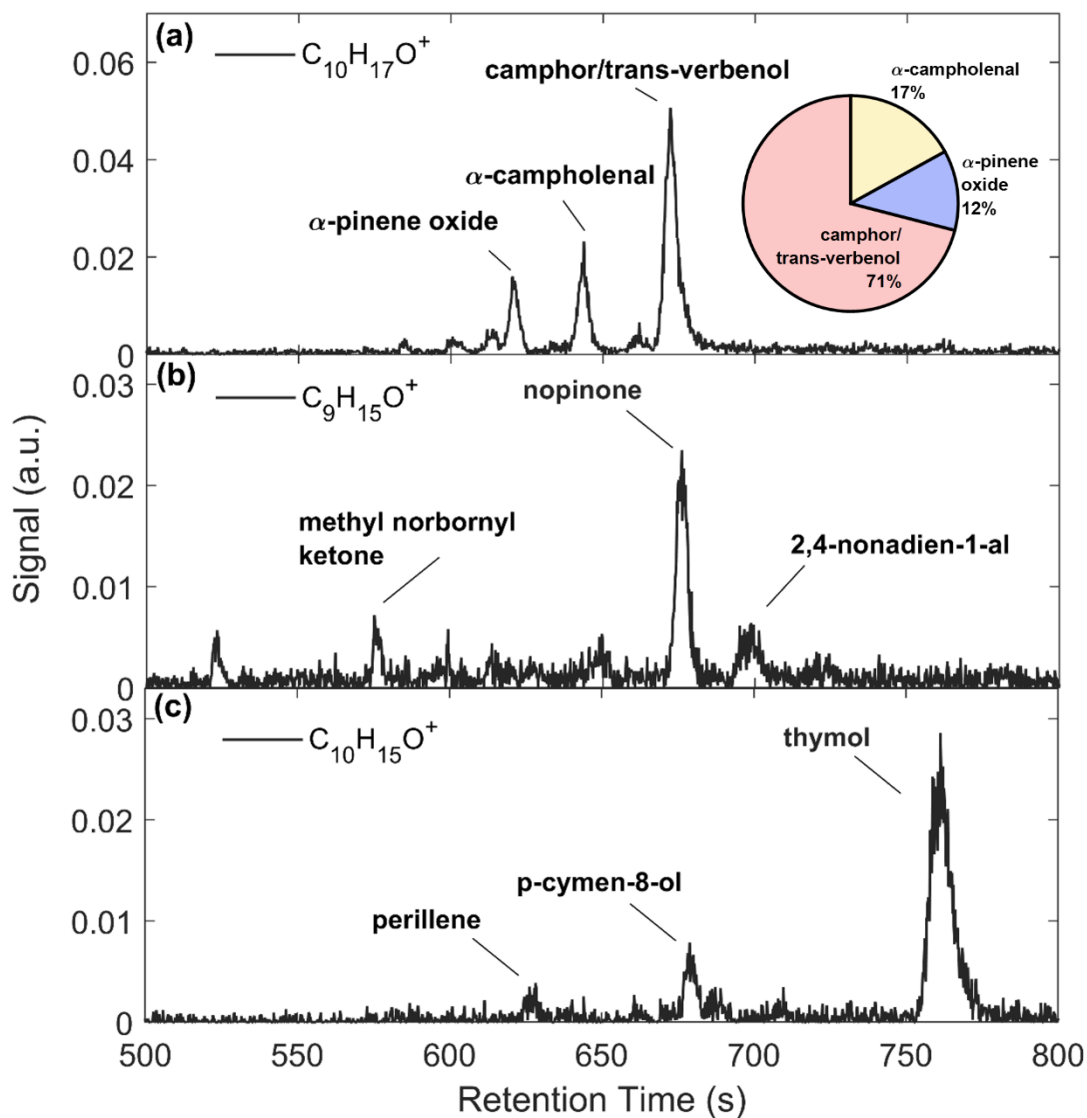 (a)
C10H17O+
camphor/trans-verbenol
α-campholenal
α-pinene oxide
α-campholenal
17%
α-pinene
oxide
12%
camphor/
trans-verbenol
71%
0.06
0.04
0.02
0
(b)
C9H15O+
nopinone
methyl norbornyl
ketone
2,4-nonadien-1-al
0.03
0.02
0.01
0
(c)
C10H15O+
thymol
p-cymen-8-ol
perillene
0.03
0.02
0.01
0
Signal (a.u.)
500 550 600 650 700 750 800
Retention Time (s)